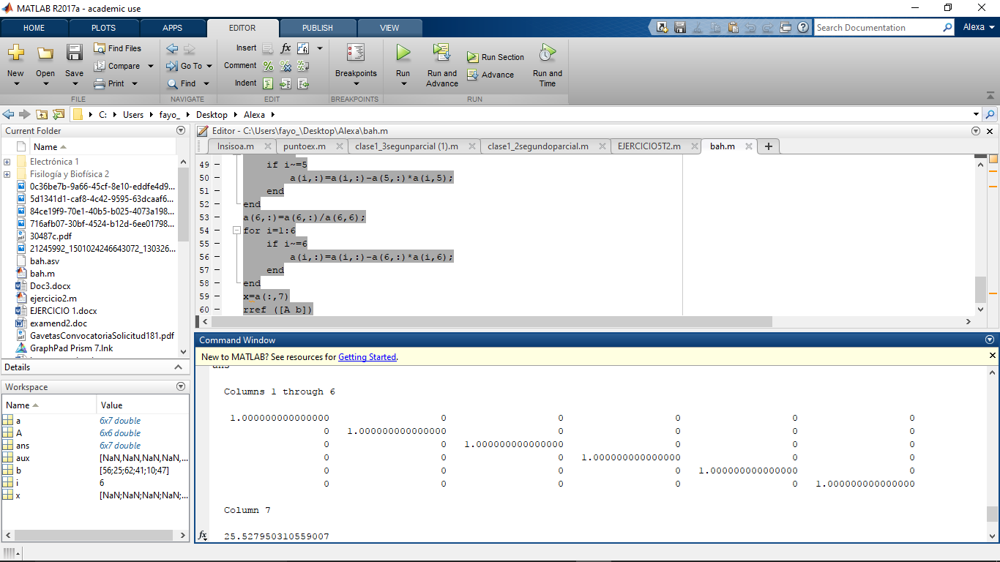 MATLAB R2017a - academic use
HOME PLOTS APPS EDITOR PUBLISH VIEW
Search Documentation
Alexa
New
Open
Save
Find Files
Compare
Print
FILE
Go To
Find
NAVIGATE
Insert
fx
Comment
Indent
EDIT
Breakpoints
BREAKPOINTS
Run
Run and Advance
Run Section
Advance
Run and Time
RUN
C: Users fayo_ Desktop Alexa
Current Folder
Name
Electrónica 1
Fisilogía y Biofísica 2
0c36be7b-9a66-45cf-8e10-eddfe4d9...
5d1341d1-caf8-4c42-9595-63dcaaf6...
84ce19f9-70e1-40b5-b025-4073a198...
716afb07-30bf-4524-b12d-6ee01798...
30487c.pdf
21245992_1501024246643072_130326...
bah.asv
bah.m
Doc3.docx
ejercicio2.m
EJERCICIO 1.docx
examend2.doc
GavetasConvocatoriaSolicitud181.pdf
GraphPad Prism 7.lnk
Details
Workspace
Name Value
a 6x7 double
A 6x6 double
ans 6x7 double
aux [NaN,NaN,NaN,NaN,...
b [56;25;62;41;10;47]
i 6
x [NaN;NaN;NaN;NaN;...
Editor - C:\Users\fayo_\Desktop\Alexa\bah.m
Insisoa.m puntoex.m clase1_3segunparcial (1).m clase1_2segundoparcial.m EJERCICIO5T2.m bah.m
49 - if i~=5
50 - a(i,:)=a(i,:)-a(5,:)*a(i,5);
51 - end
52 - end
53 - a(6,:)=a(6,:)/a(6,6);
54 - for i=1:6
55 - if i~=6
56 - a(i,:)=a(i,:)-a(6,:)*a(i,6);
57 - end
58 - end
59 - x=a(:,7)
60 - rref ([A b])
Command Window
New to MATLAB? See resources for Getting Started.
ans
Columns 1 through 6
1.000000000000000 0 0 0 0 0
0 1.000000000000000 0 0 0 0
0 0 1.000000000000000 0 0 0
0 0 0 1.000000000000000 0 0
0 0 0 0 1.000000000000000 0
0 0 0 0 0 1.000000000000000
Column 7
fx 25.527950310559007